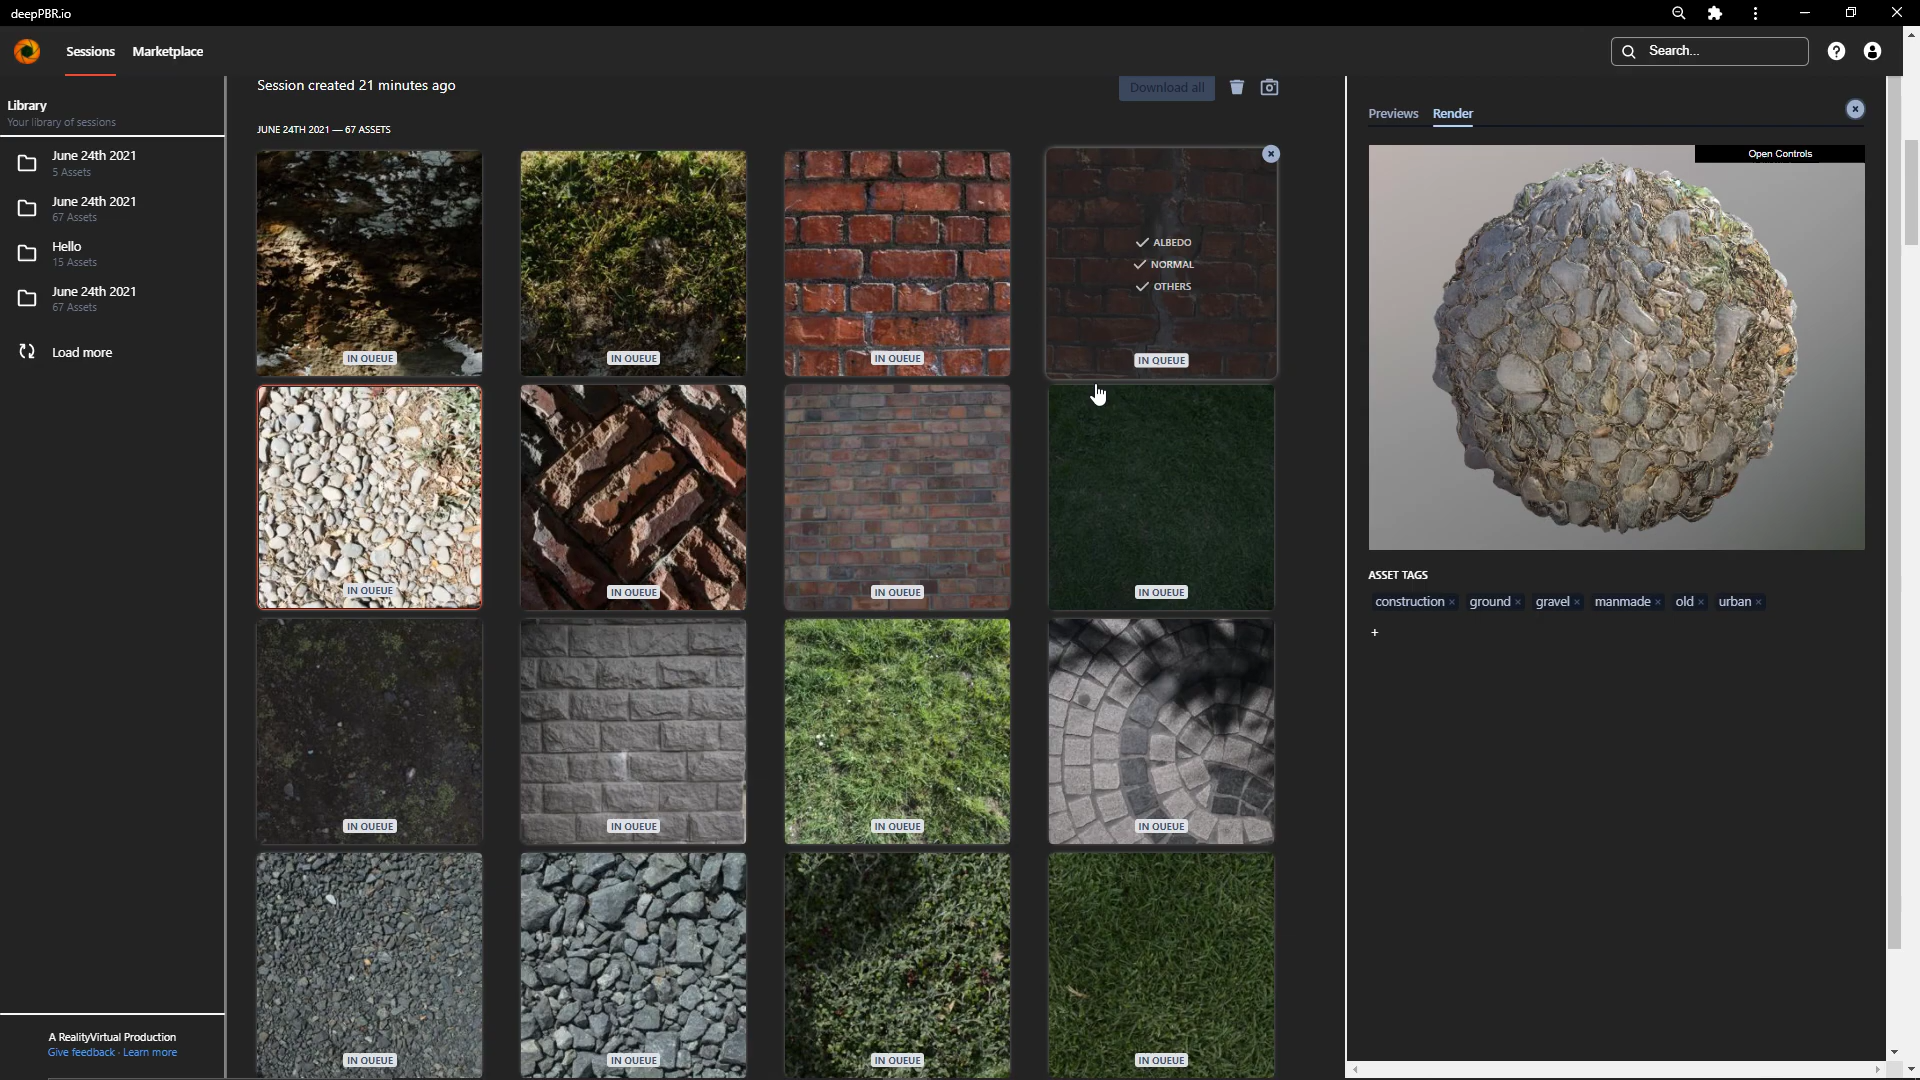 deepPBR.io
Sessions Marketplace
Search...
Library
Your library of sessions
June 24th 2021
5 Assets
June 24th 2021
67 Assets
Hello
15 Assets
June 24th 2021
67 Assets
Load more
A RealityVirtual Production
Give feedback · Learn more
Session created 21 minutes ago
Download all
JUNE 24TH 2021 — 67 ASSETS
ALBEDO
NORMAL
OTHERS
IN QUEUE IN QUEUE IN QUEUE IN QUEUE
IN QUEUE IN QUEUE IN QUEUE IN QUEUE
IN QUEUE IN QUEUE IN QUEUE IN QUEUE
IN QUEUE IN QUEUE IN QUEUE IN QUEUE
Previews Render
Open Controls
ASSET TAGS
construction × ground × gravel × manmade × old × urban ×
+